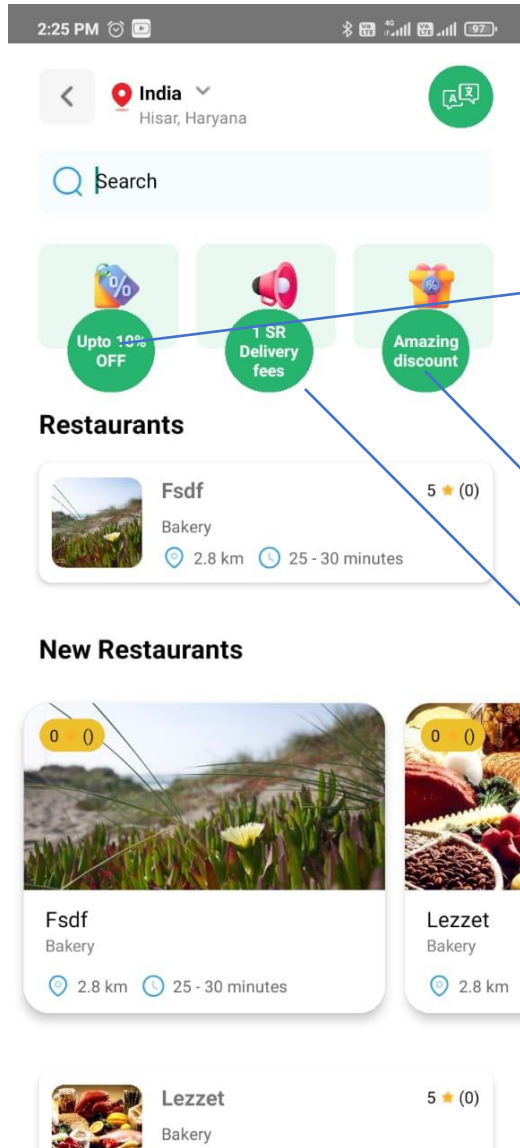 2:25 PM
4G
97
India
Hisar, Haryana
Search
Upto 10%
OFF
1 SR
Delivery
fees
Amazing
discount
Restaurants
Fsdf
5 (0)
Bakery
2.8 km 25 - 30 minutes
New Restaurants
0 ()
0 ()
Fsdf
Bakery
2.8 km 25 - 30 minutes
Lezzet
Bakery
2.8 km
Lezzet
5 (0)
Bakery